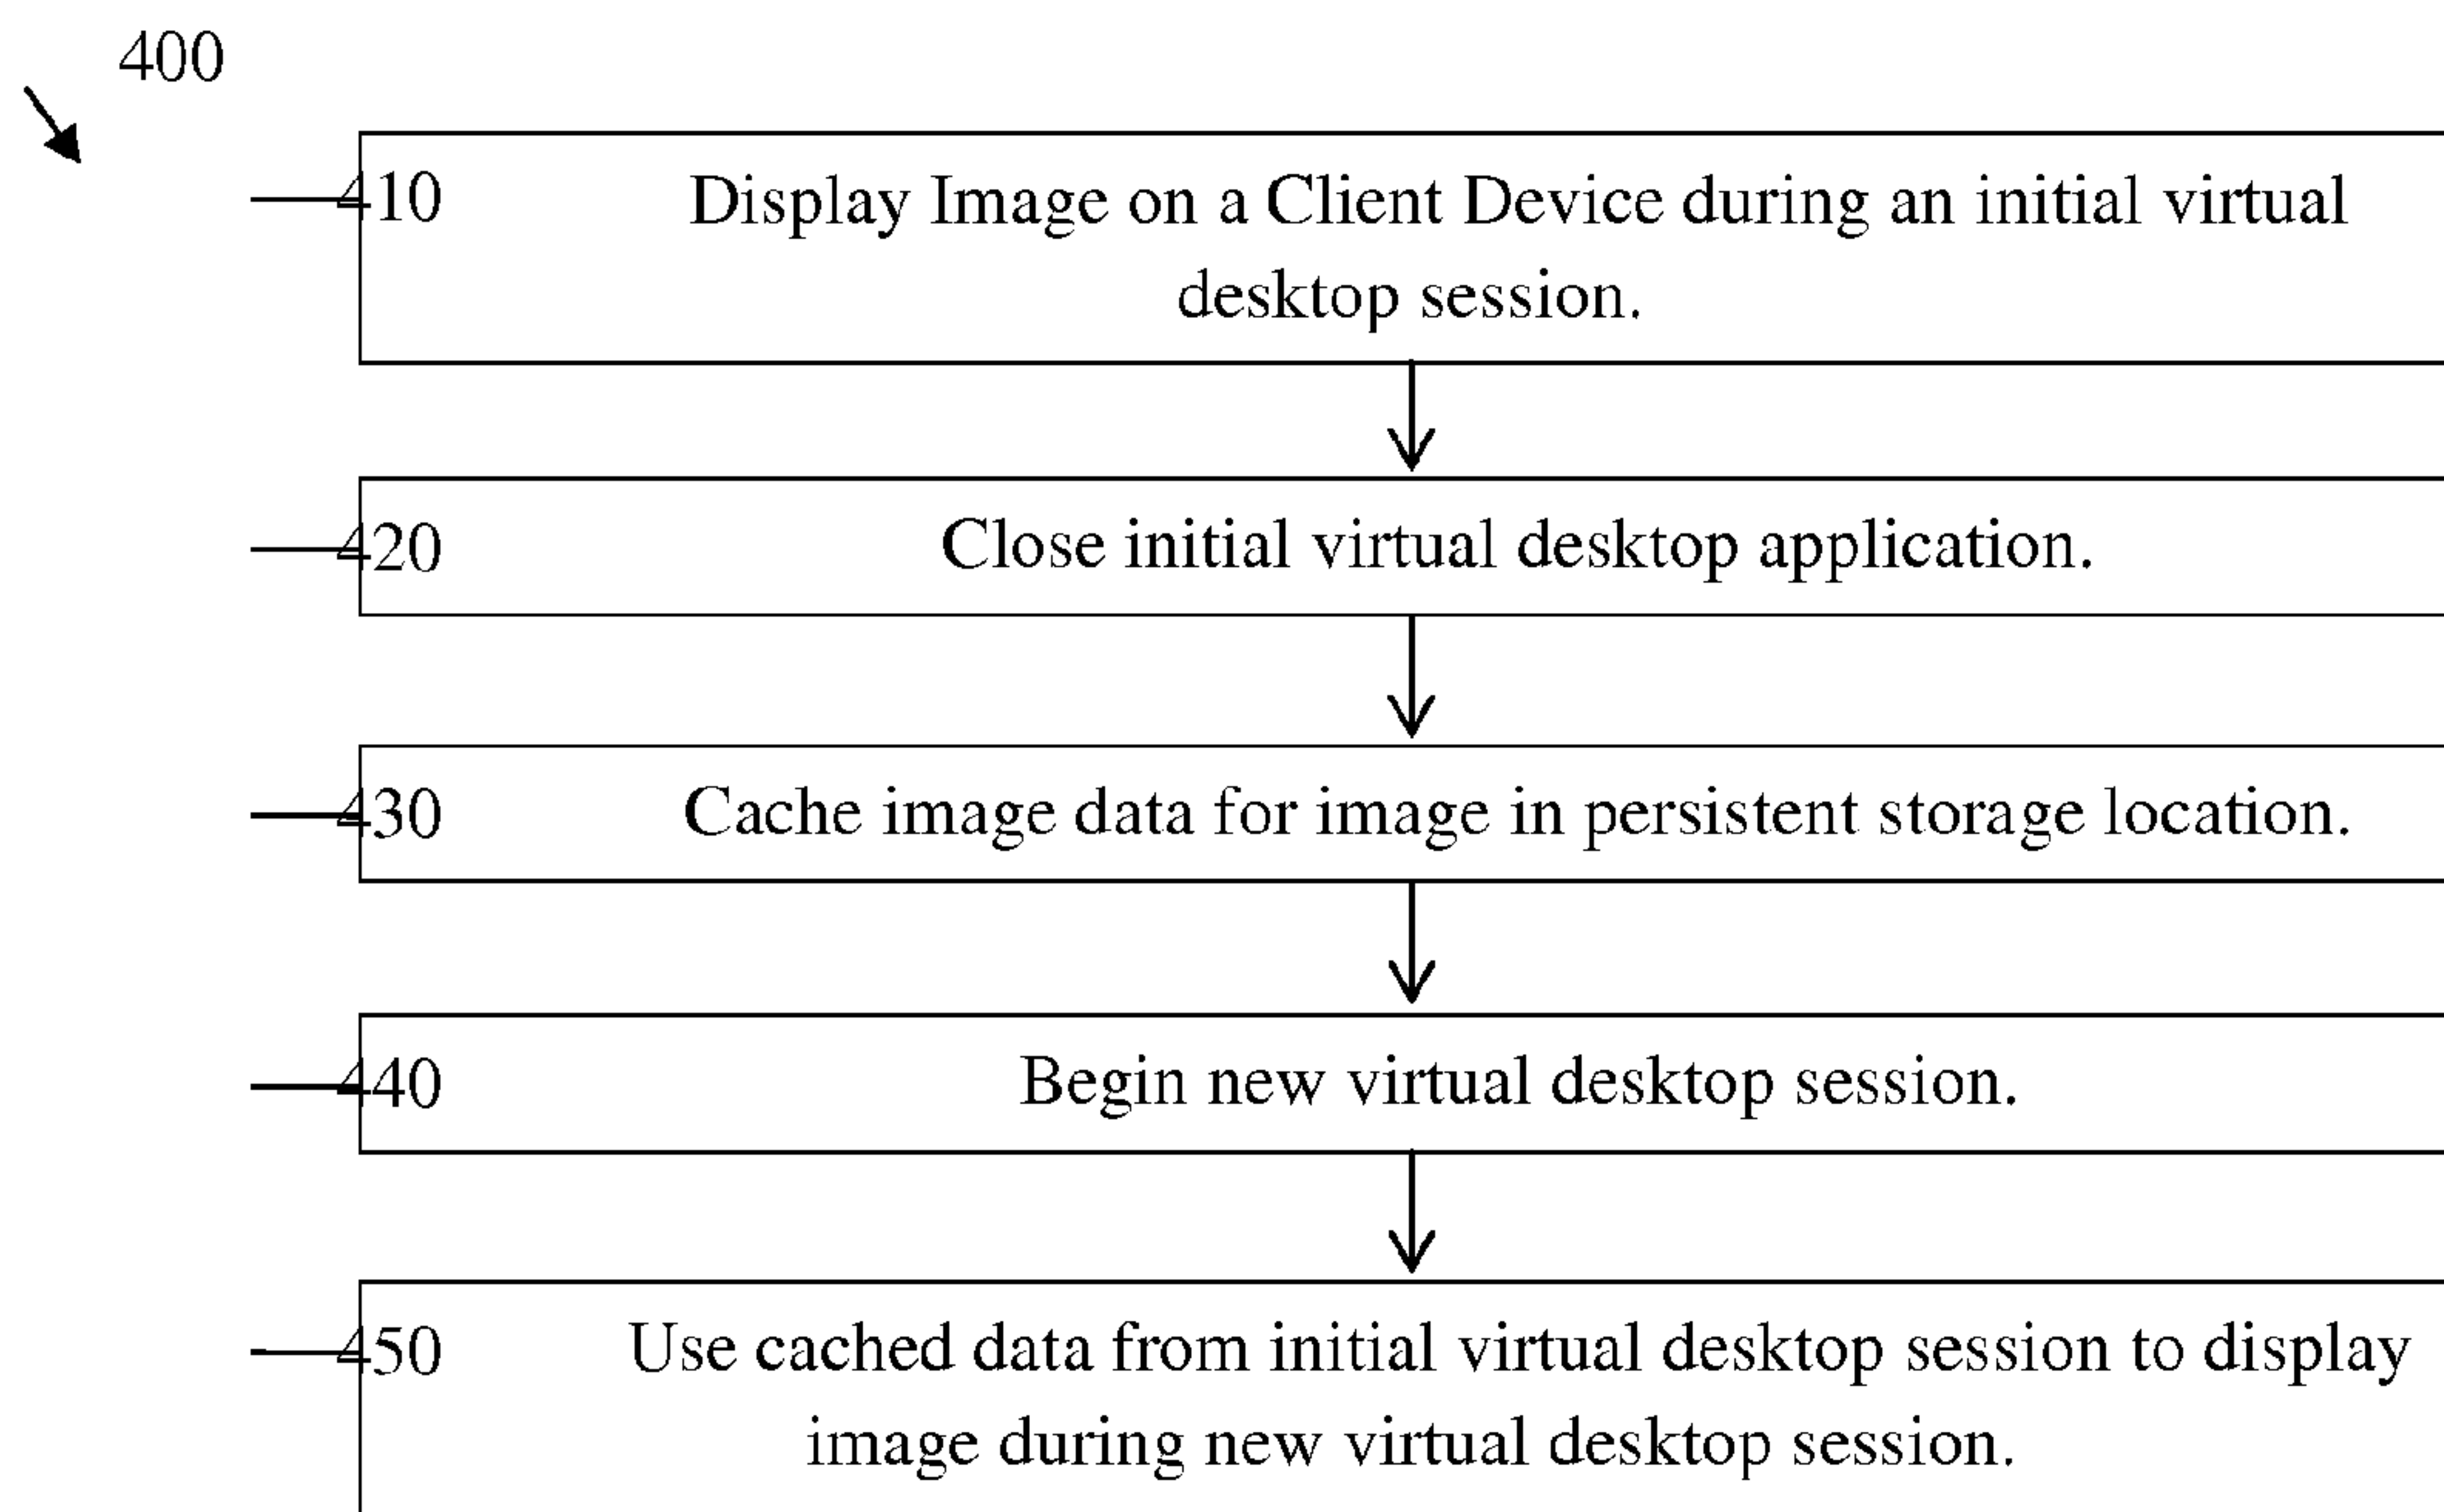 400
410 Display Image on a Client Device during an initial virtual
desktop session.
420 Close initial virtual desktop application.
430 Cache image data for image in persistent storage location.
440 Begin new virtual desktop session.
450 Use cached data from initial virtual desktop session to display
image during new virtual desktop session.